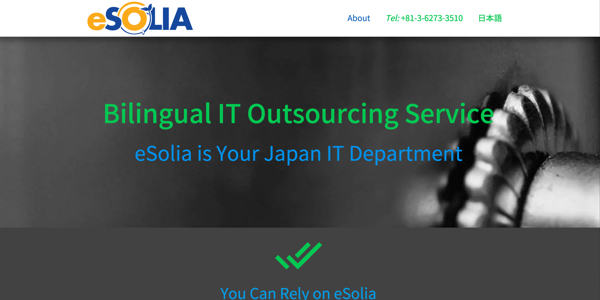 eSOLIA
About Tel: +81-3-6273-3510 日本語
Bilingual IT Outsourcing Service
eSolia is Your Japan IT Department
You Can Rely on eSolia